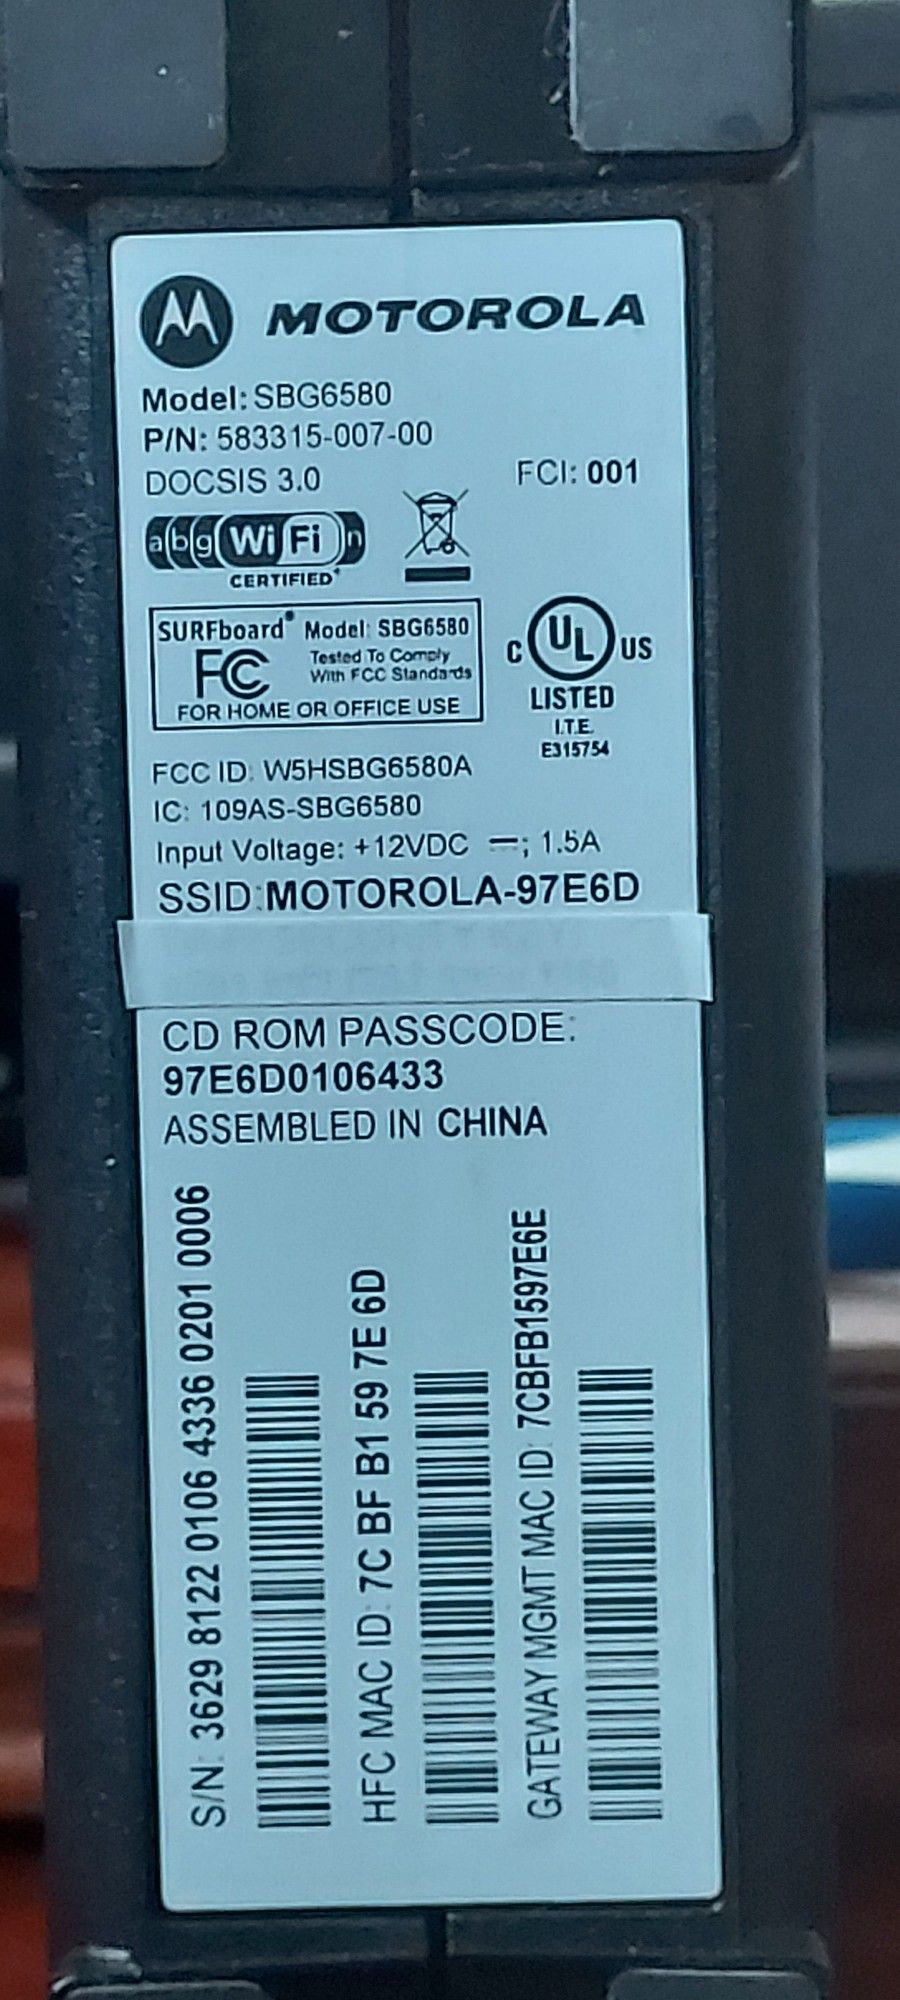 MOTOROLA
Model: SBG6580
P/N: 583315-007-00
DOCSIS 3.0
FCI: 001
abg WiFi n
CERTIFIED
SURFboard® Model: SBG6580
FC Tested To Comply
With FCC Standards
FOR HOME OR OFFICE USE
C UL US
LISTED
I.T.E.
E315754
FCC ID: W5HSBG6580A
IC: 109AS-SBG6580
Input Voltage: +12VDC ⎓; 1.5A
SSID:MOTOROLA-97E6D
CD ROM PASSCODE:
97E6D0106433
ASSEMBLED IN CHINA
S/N: 3629 8122 0106 4336 0201 0006
HFC MAC ID: 7C BF B1 59 7E 6D
GATEWAY MGMT MAC ID: 7CBFB1597E6E